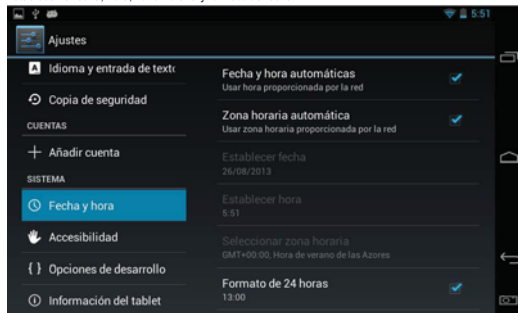 5:51
Ajustes
Idioma y entrada de texto
Copia de seguridad
CUENTAS
Añadir cuenta
SISTEMA
Fecha y hora
Accesibilidad
{ } Opciones de desarrollo
Información del tablet
Fecha y hora automáticas
Usar hora proporcionada por la red
Zona horaria automática
Usar zona horaria proporcionada por la red
Establecer fecha
26/08/2013
Establecer hora
5:51
Seleccionar zona horaria
GMT+00:00, Hora de verano de las Azores
Formato de 24 horas
13:00